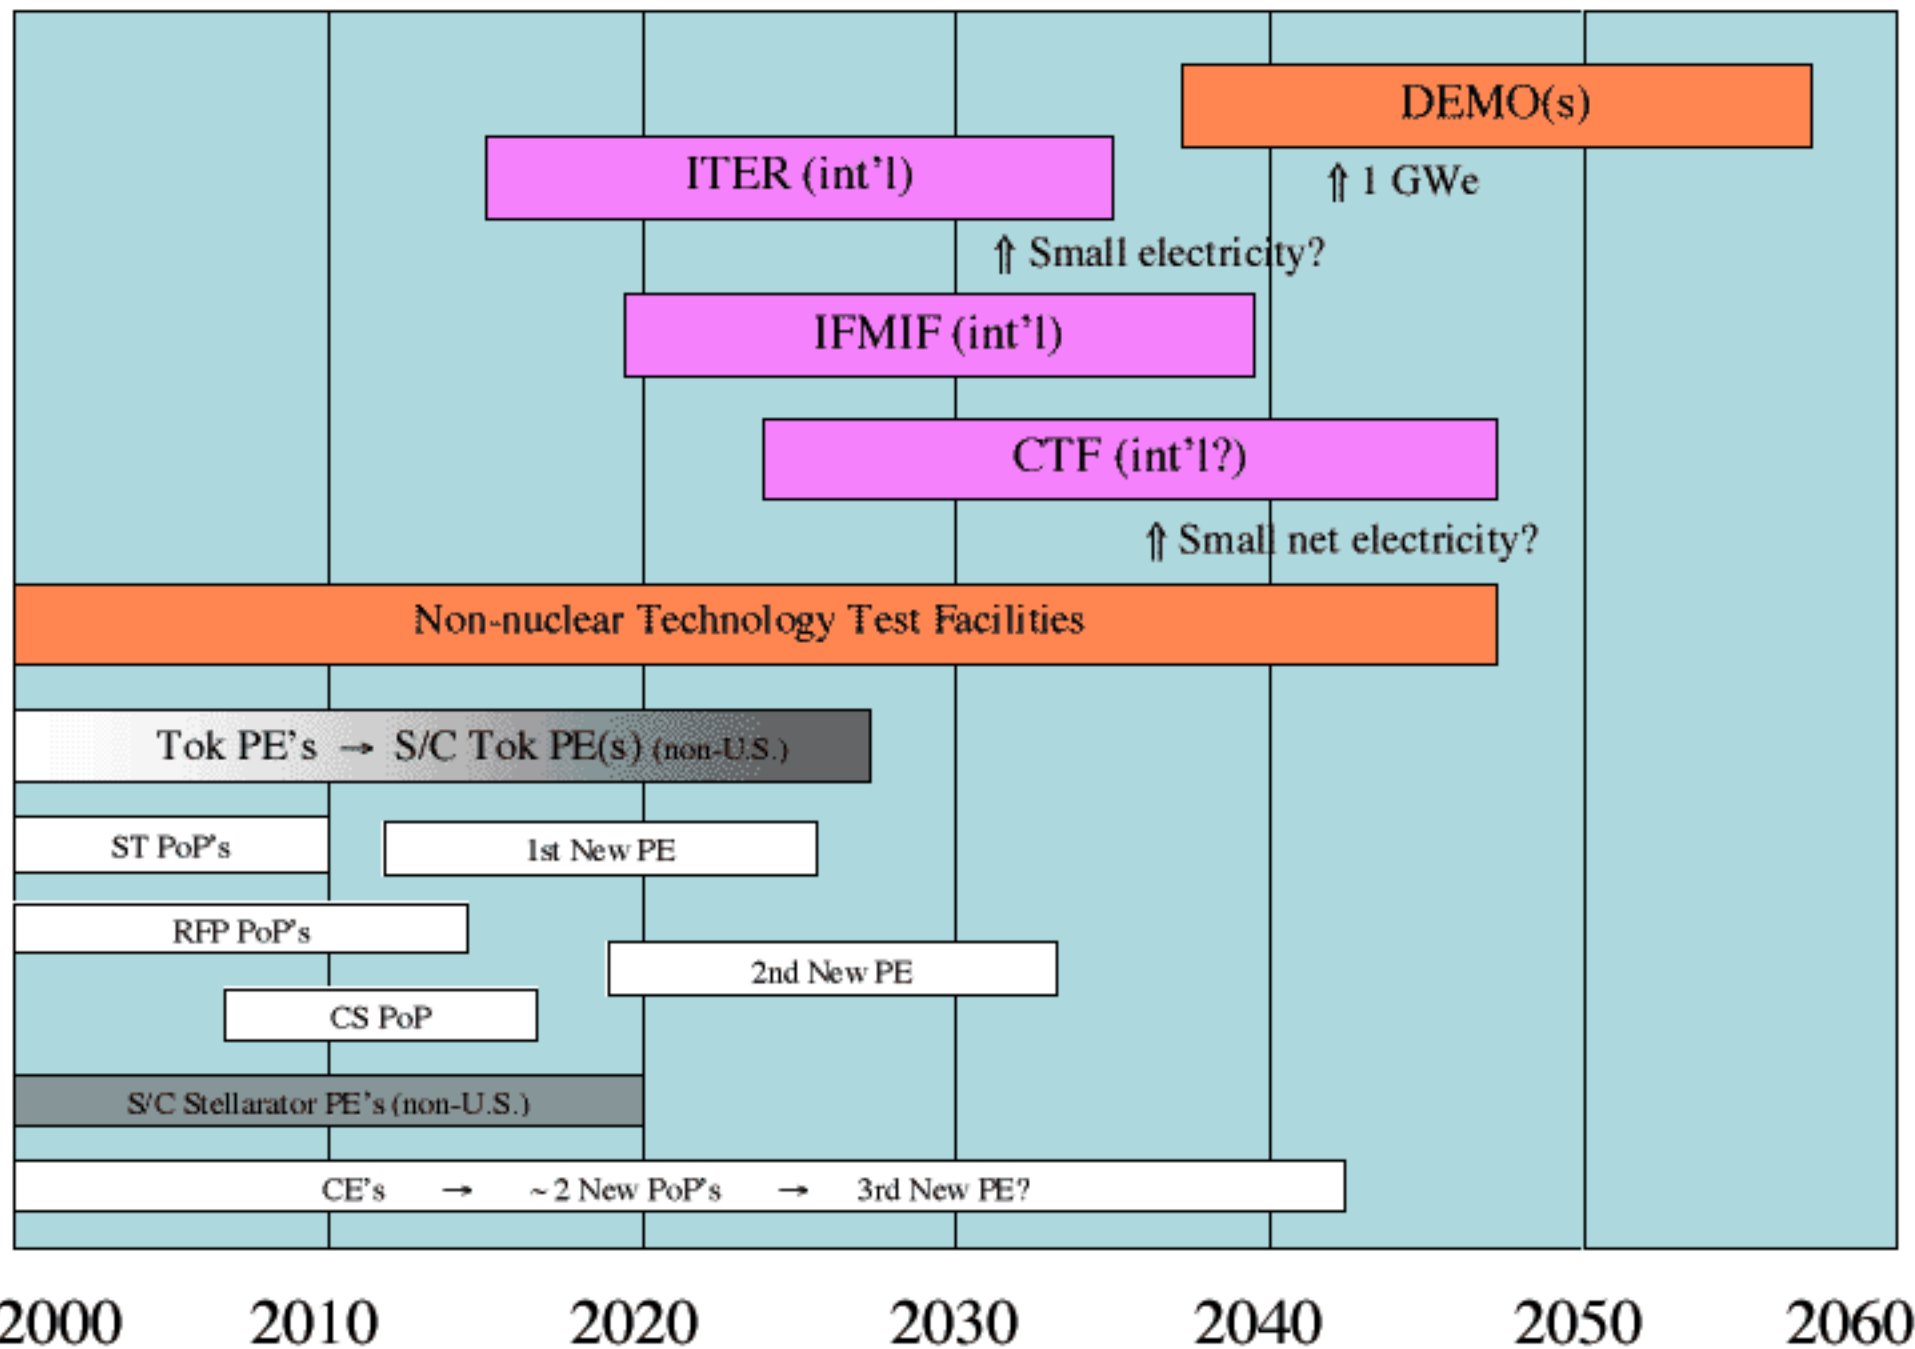 DEMO(s)
⇑ 1 GWe
ITER (int'l)
⇑ Small electricity?
IFMIF (int'l)
CTF (int'l?)
⇑ Small net electricity?
Non-nuclear Technology Test Facilities
Tok PE's → S/C Tok PE(s) (non-U.S.)
ST PoP's
1st New PE
RFP PoP's
2nd New PE
CS PoP
S/C Stellarator PE's (non-U.S.)
CE's → ~2 New PoP's → 3rd New PE?
2000 2010 2020 2030 2040 2050 2060